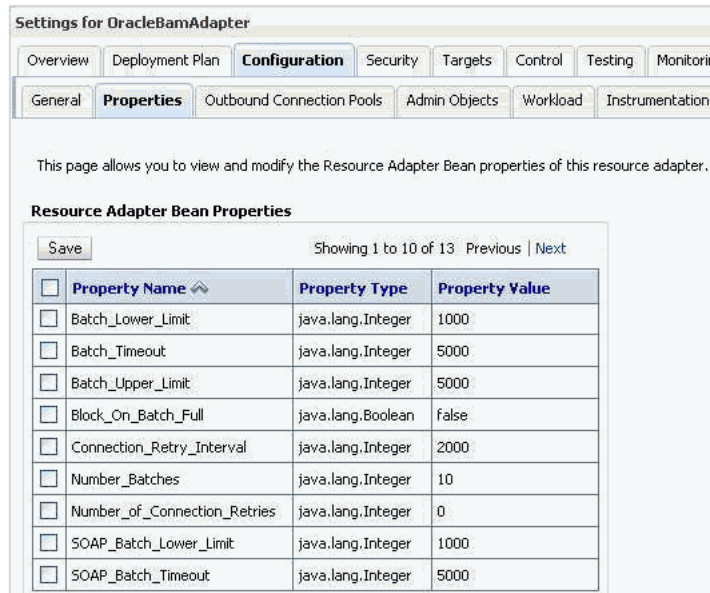 Settings for OracleBamAdapter
Overview Deployment Plan Configuration Security Targets Control Testing Monitorin
General Properties Outbound Connection Pools Admin Objects Workload Instrumentation
This page allows you to view and modify the Resource Adapter Bean properties of this resource adapter.
Resource Adapter Bean Properties
Save Showing 1 to 10 of 13 Previous | Next
Property Name Property Type Property Value
Batch_Lower_Limit java.lang.Integer 1000
Batch_Timeout java.lang.Integer 5000
Batch_Upper_Limit java.lang.Integer 5000
Block_On_Batch_Full java.lang.Boolean false
Connection_Retry_Interval java.lang.Integer 2000
Number_Batches java.lang.Integer 10
Number_of_Connection_Retries java.lang.Integer 0
SOAP_Batch_Lower_Limit java.lang.Integer 1000
SOAP_Batch_Timeout java.lang.Integer 5000